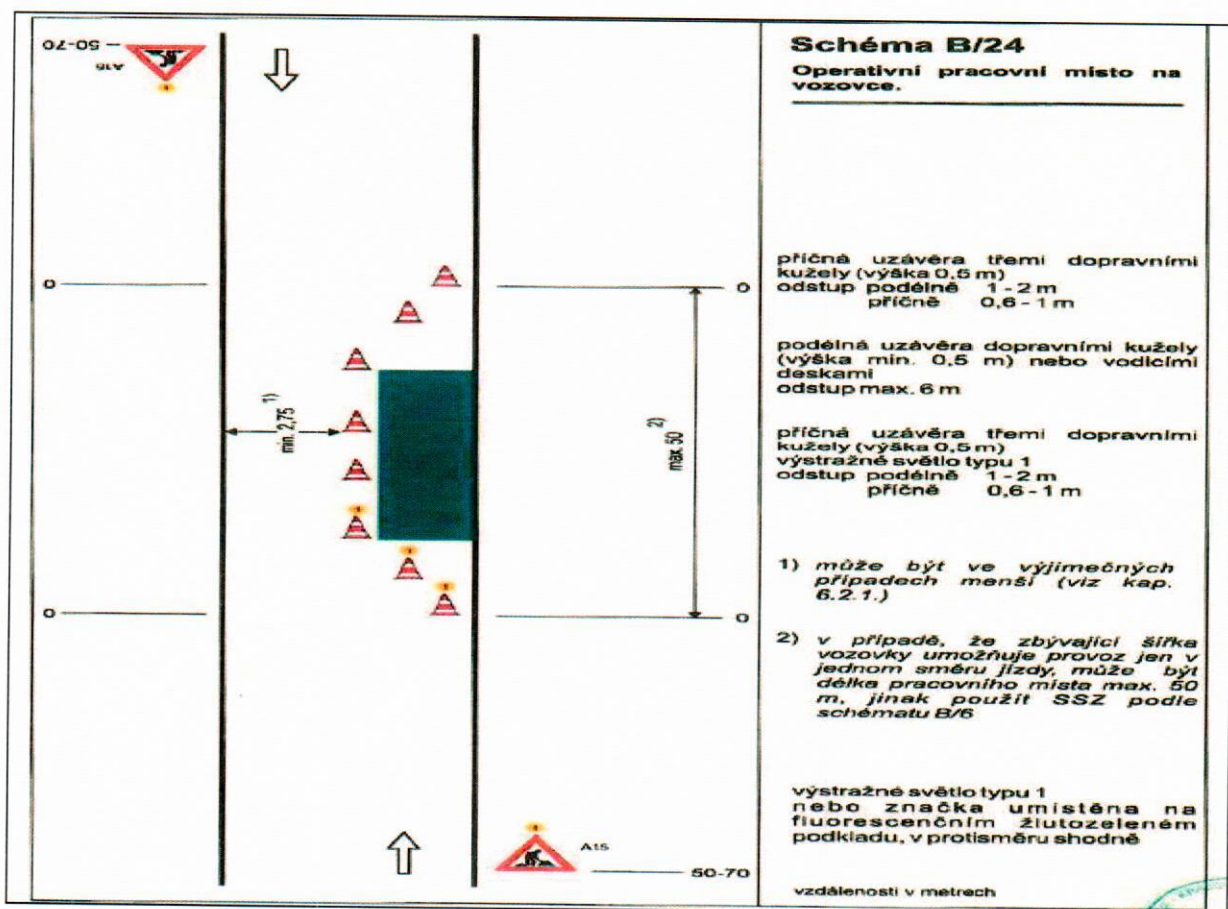 50-70
A15
0
0
min. 2,75 1)
max 50 2)
0
0
A15
50-70
Schéma B/24
Operativní pracovní místo na
vozovce.
příčná uzávěra třemi dopravními
kužely (výška 0,5 m)
odstup podélně 1 - 2 m
příčně 0,6 - 1 m
podélná uzávěra dopravními kužely
(výška min. 0,5 m) nebo vodicími
deskami
odstup max. 6 m
příčná uzávěra třemi dopravními
kužely (výška 0,5 m)
výstražné světlo typu 1
odstup podélně 1 - 2 m
příčně 0,6 - 1 m
1) může být ve výjimečných
případech menší (viz kap.
6.2.1.)
2) v případě, že zbývající šířka
vozovky umožňuje provoz jen v
jednom směru jízdy, může být
délka pracovního místa max. 50
m, jinak použít SSZ podle
schématu B/6
výstražné světlo typu 1
nebo značka umístěna na
fluorescenčním žlutozeleném
podkladu, v protisměru shodně
vzdálenosti v metrech